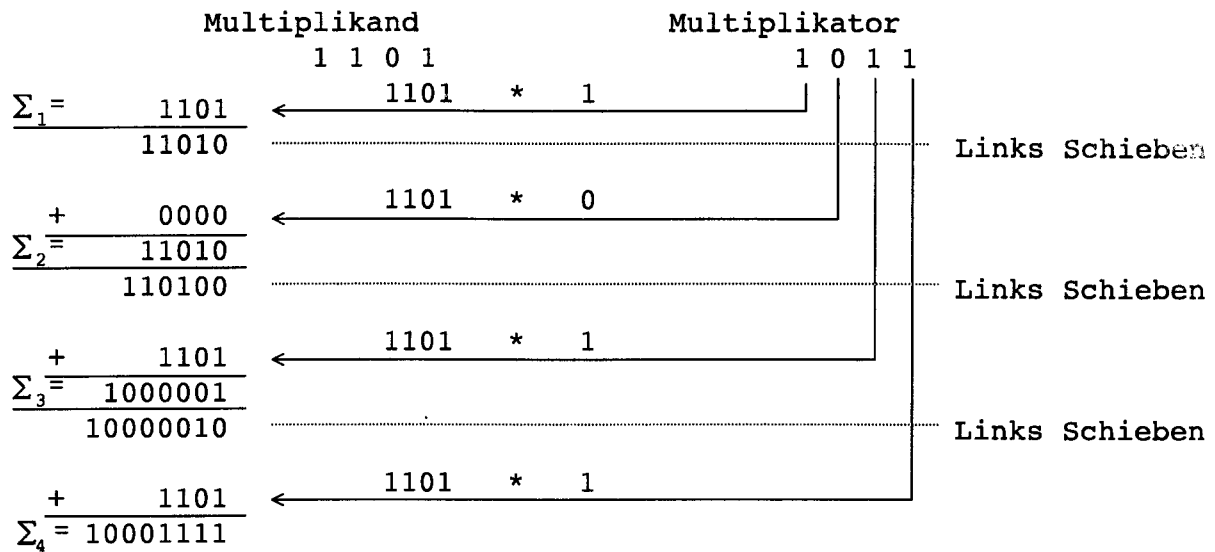 Multiplikand Multiplikator
1 1 0 1 1 0 1 1
Σ1= 1101 1101 * 1
11010 Links Schieben
+ 0000 1101 * 0
Σ2= 11010
110100 Links Schieben
+ 1101 1101 * 1
Σ3= 1000001
10000010 Links Schieben
+ 1101 1101 * 1
Σ4= 10001111